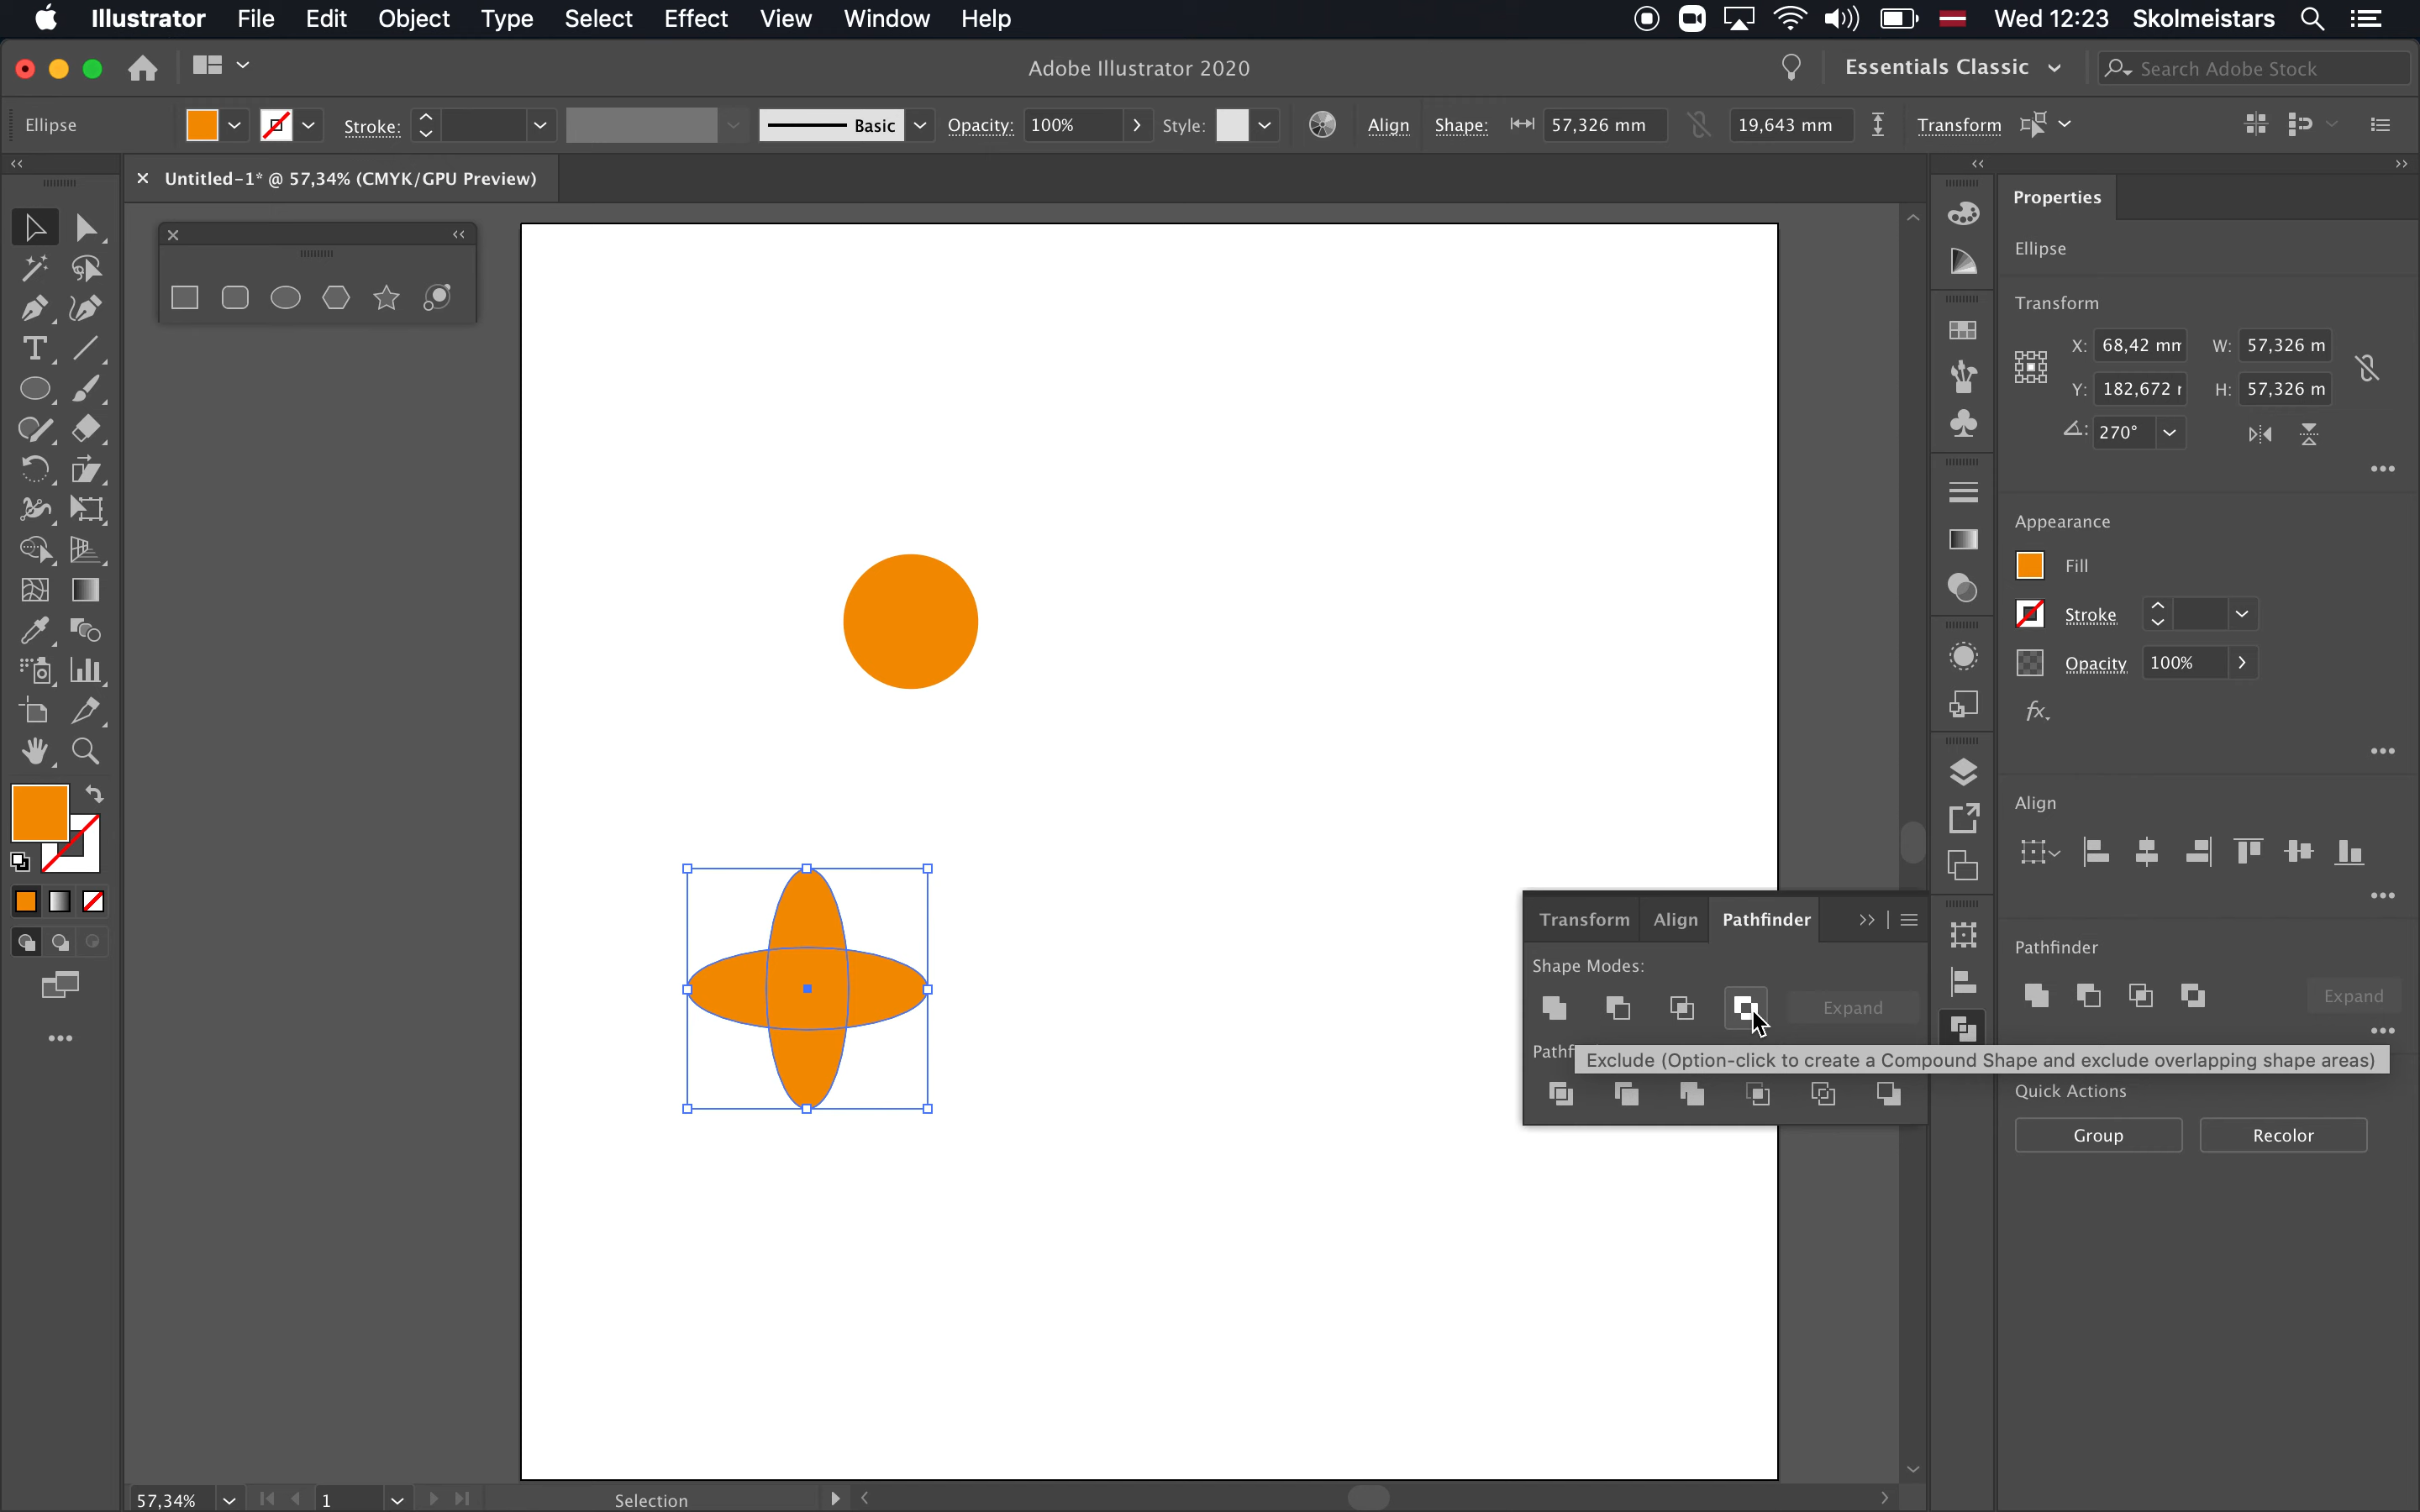 Illustrator File Edit Object Type Select Effect View Window Help Wed 12:23 Skolmeistars
Adobe Illustrator 2020 Essentials Classic Search Adobe Stock
Ellipse Stroke: Basic Opacity: 100% Style: Align Shape: 57,326 mm 19,643 mm Transform
Untitled-1* @ 57,34% (CMYK/GPU Preview)
Properties
Ellipse
Transform
X: 68,42 mm W: 57,326 m
Y: 182,672 W: 57,326 m
270°
Appearance
Fill
Stroke
Opacity 100%
fx.
Align
Transform Align Pathfinder
Pathfinder
Shape Modes:
Expand
Expand
Pathf
Exclude (Option-click to create a Compound Shape and exclude overlapping shape areas)
Quick Actions
Group Recolor
57,34% 1 Selection